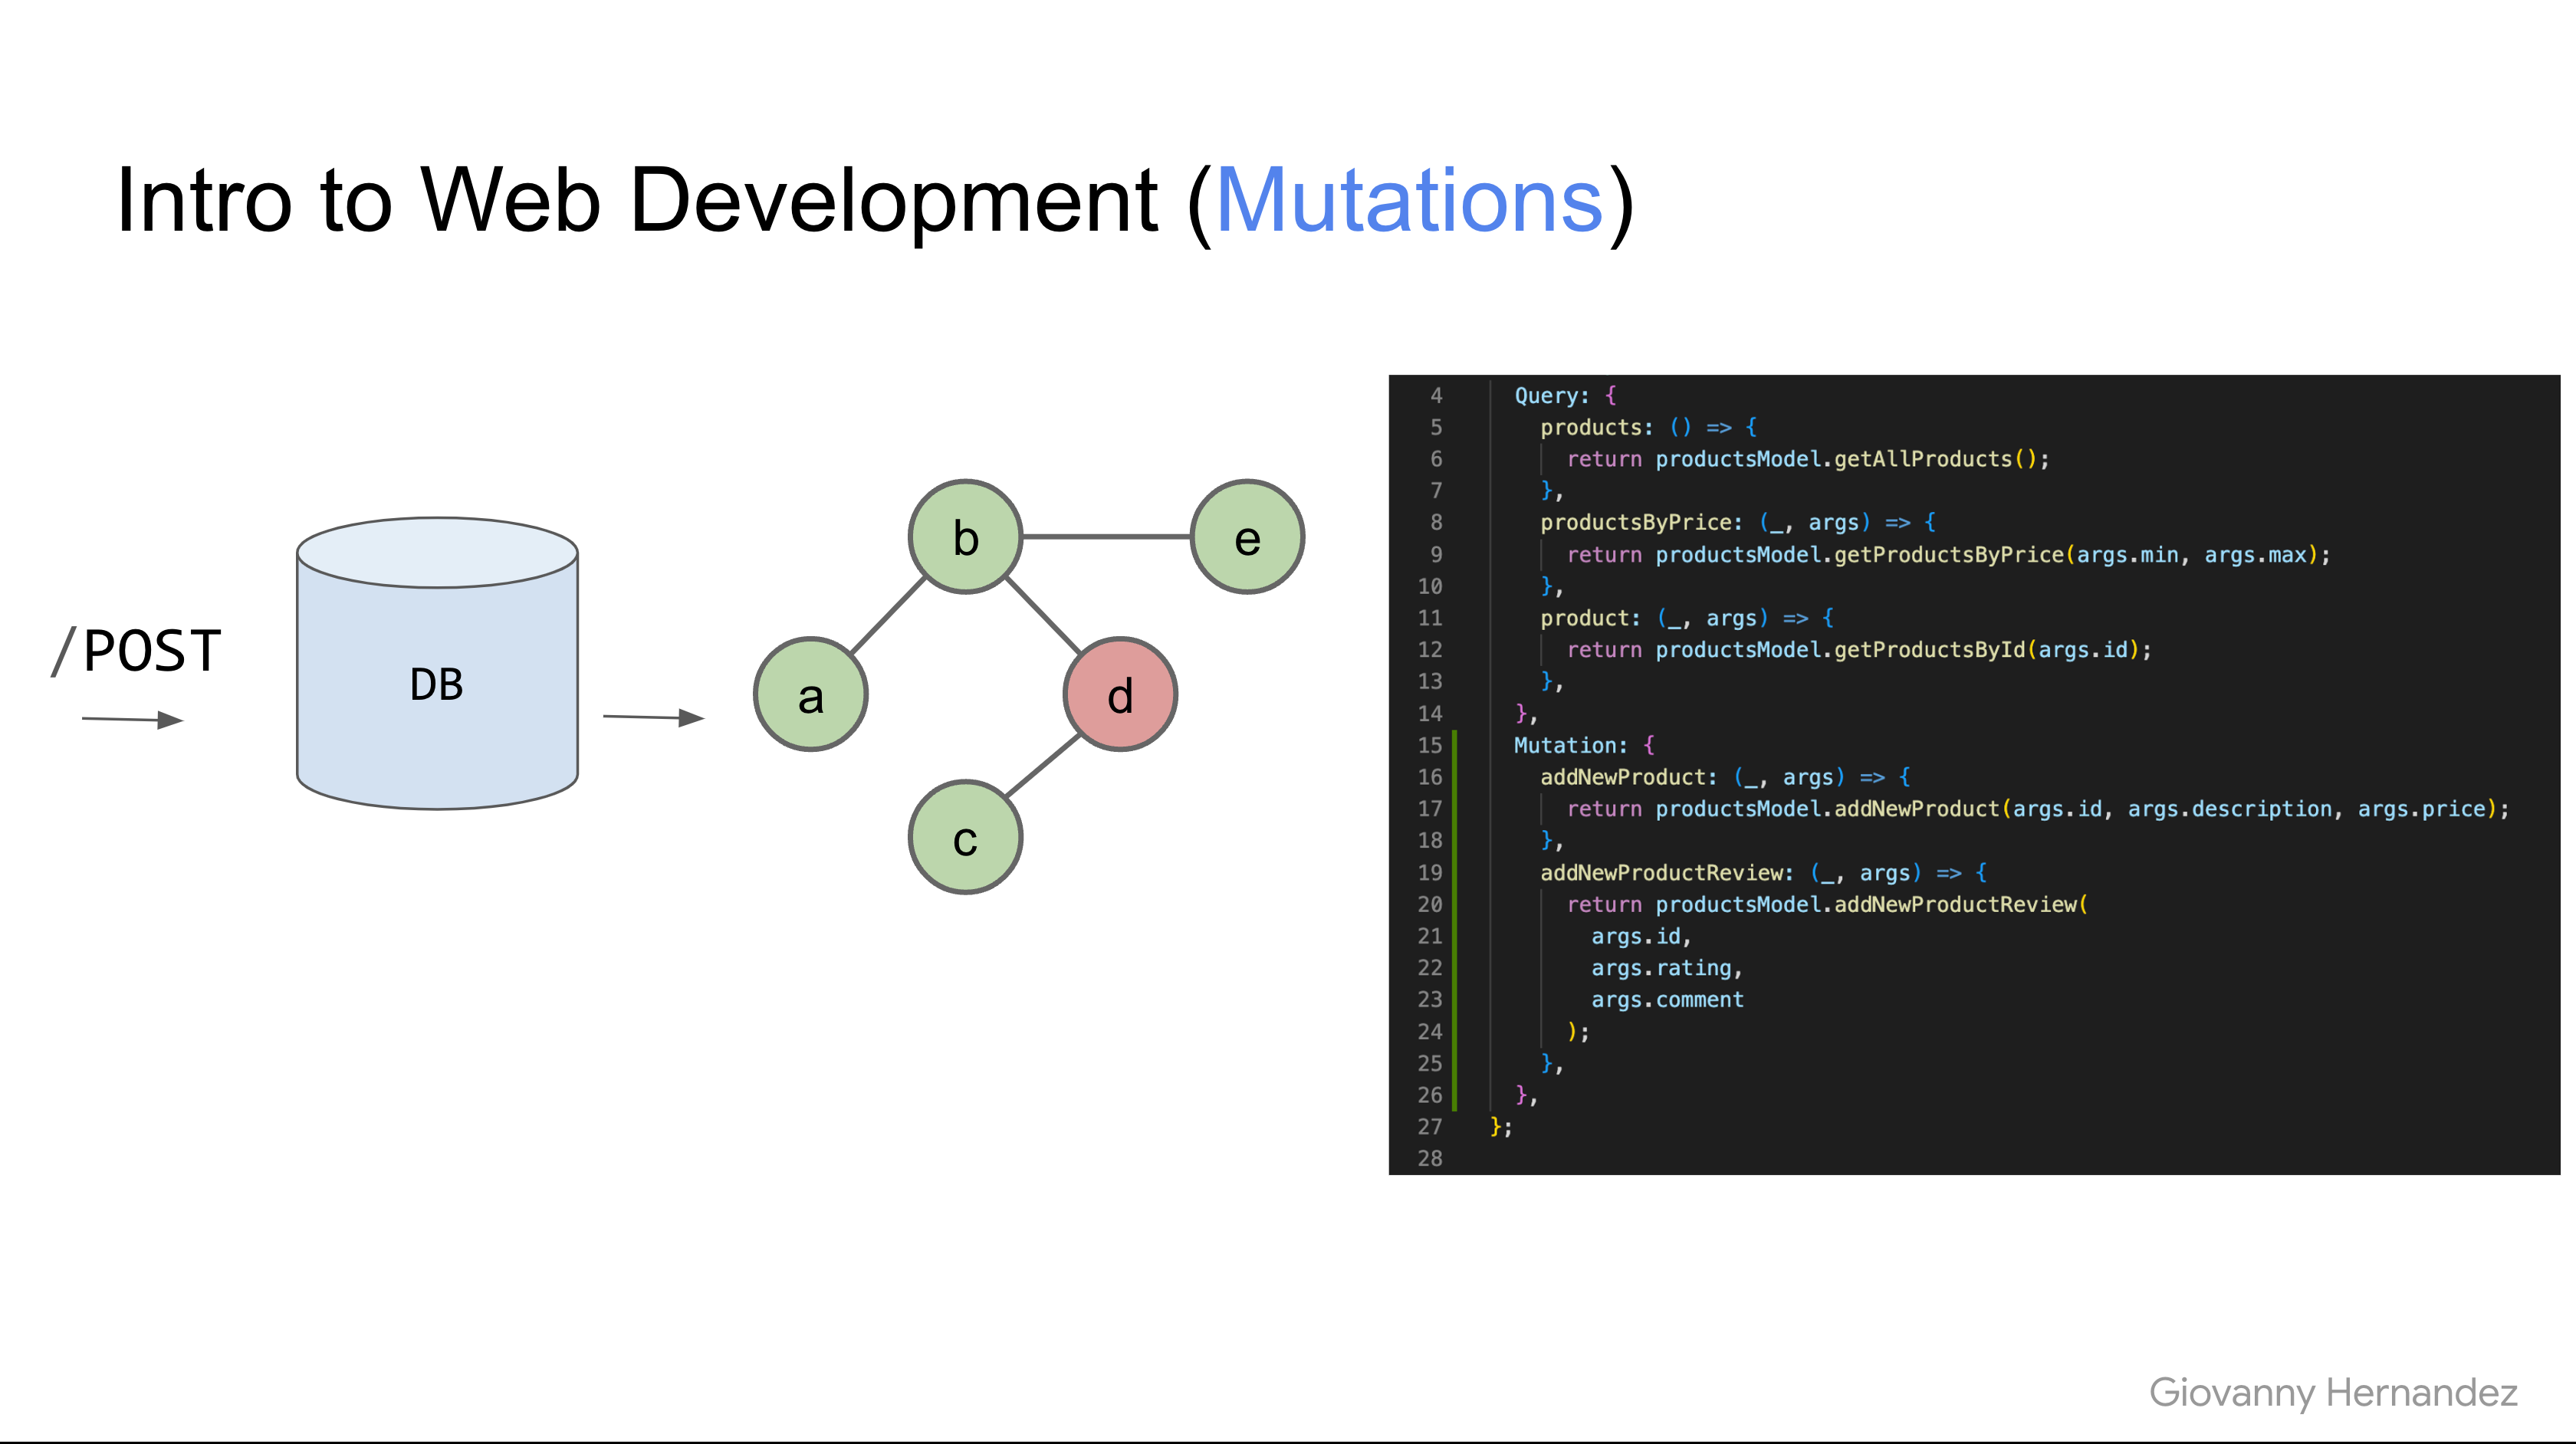 Intro to Web Development (Mutations)
/POST
DB
b
e
a
d
c
4 Query: {
5 products: () => {
6 return productsModel.getAllProducts();
7 },
8 productsByPrice: (_, args) => {
9 return productsModel.getProductsByPrice(args.min, args.max);
10 },
11 product: (_, args) => {
12 return productsModel.getProductsById(args.id);
13 },
14 },
15 Mutation: {
16 addNewProduct: (_, args) => {
17 return productsModel.addNewProduct(args.id, args.description, args.price);
18 },
19 addNewProductReview: (_, args) => {
20 return productsModel.addNewProductReview(
21 args.id,
22 args.rating,
23 args.comment
24 );
25 },
26 },
27 };
28
Giovanny Hernandez